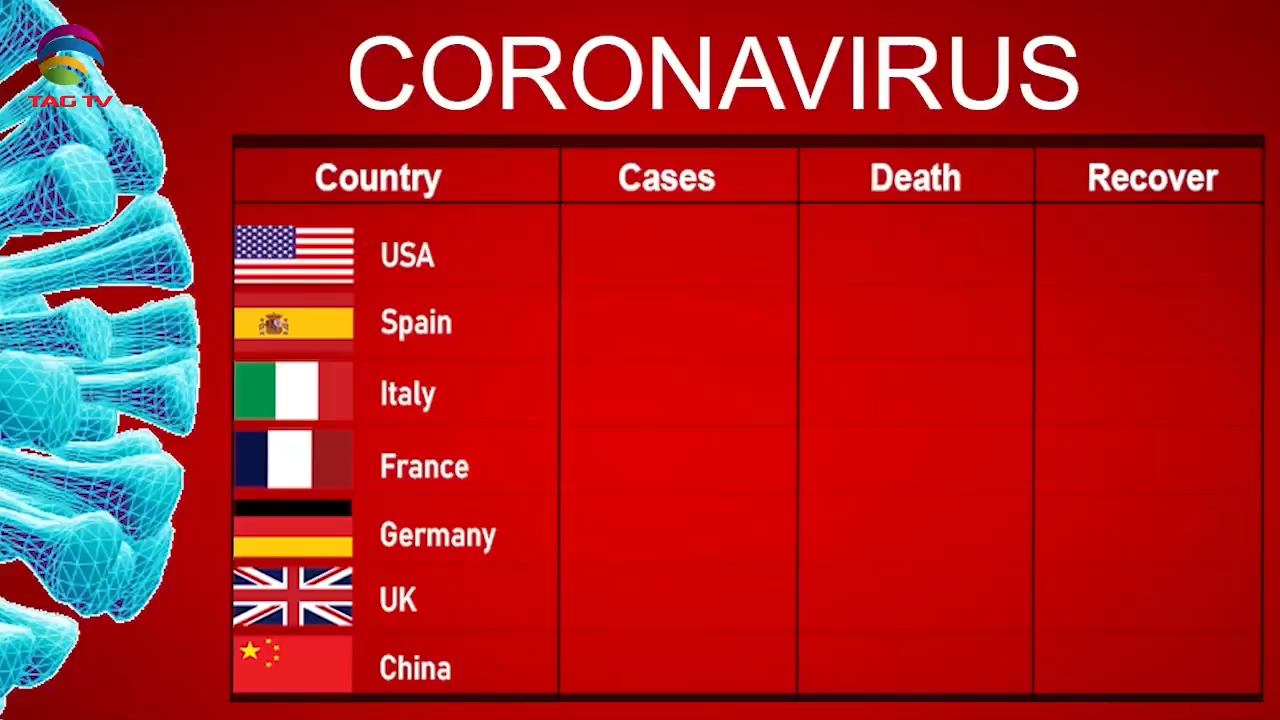 TAG TV
CORONAVIRUS
Country Cases Death Recover
USA
Spain
Italy
France
Germany
UK
China